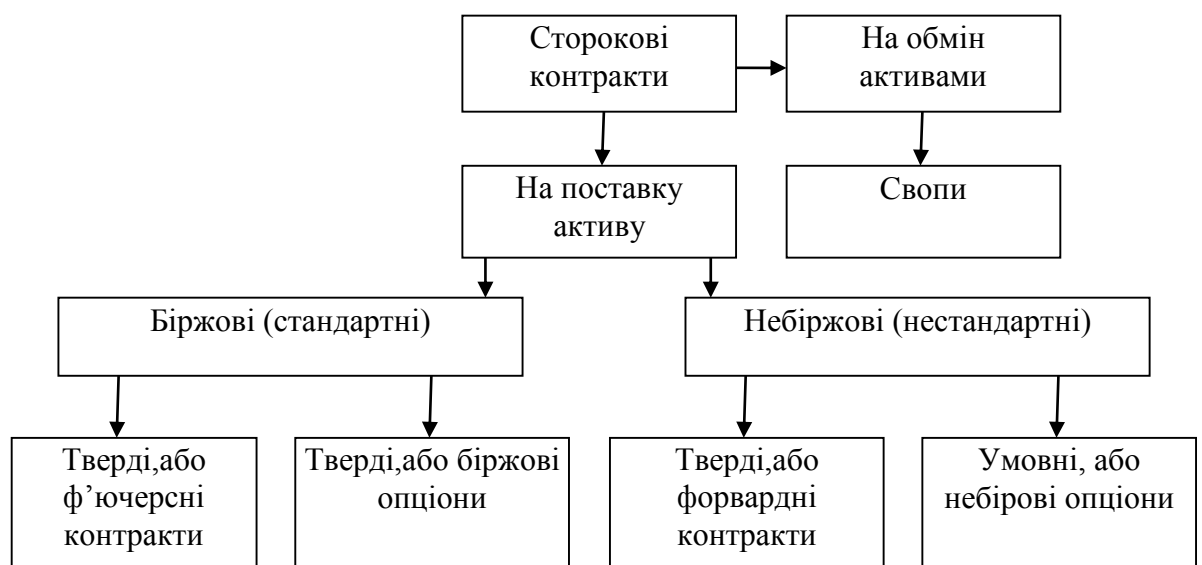 Сторокові
контракти
На обмін
активами
На поставку
активу
Свопи
Біржові (стандартні)
Небіржові (нестандартні)
Тверді,або
ф’ючерсні
контракти
Тверді,або біржові
опціони
Тверді,або
форвардні
контракти
Умовні, або
небірові опціони